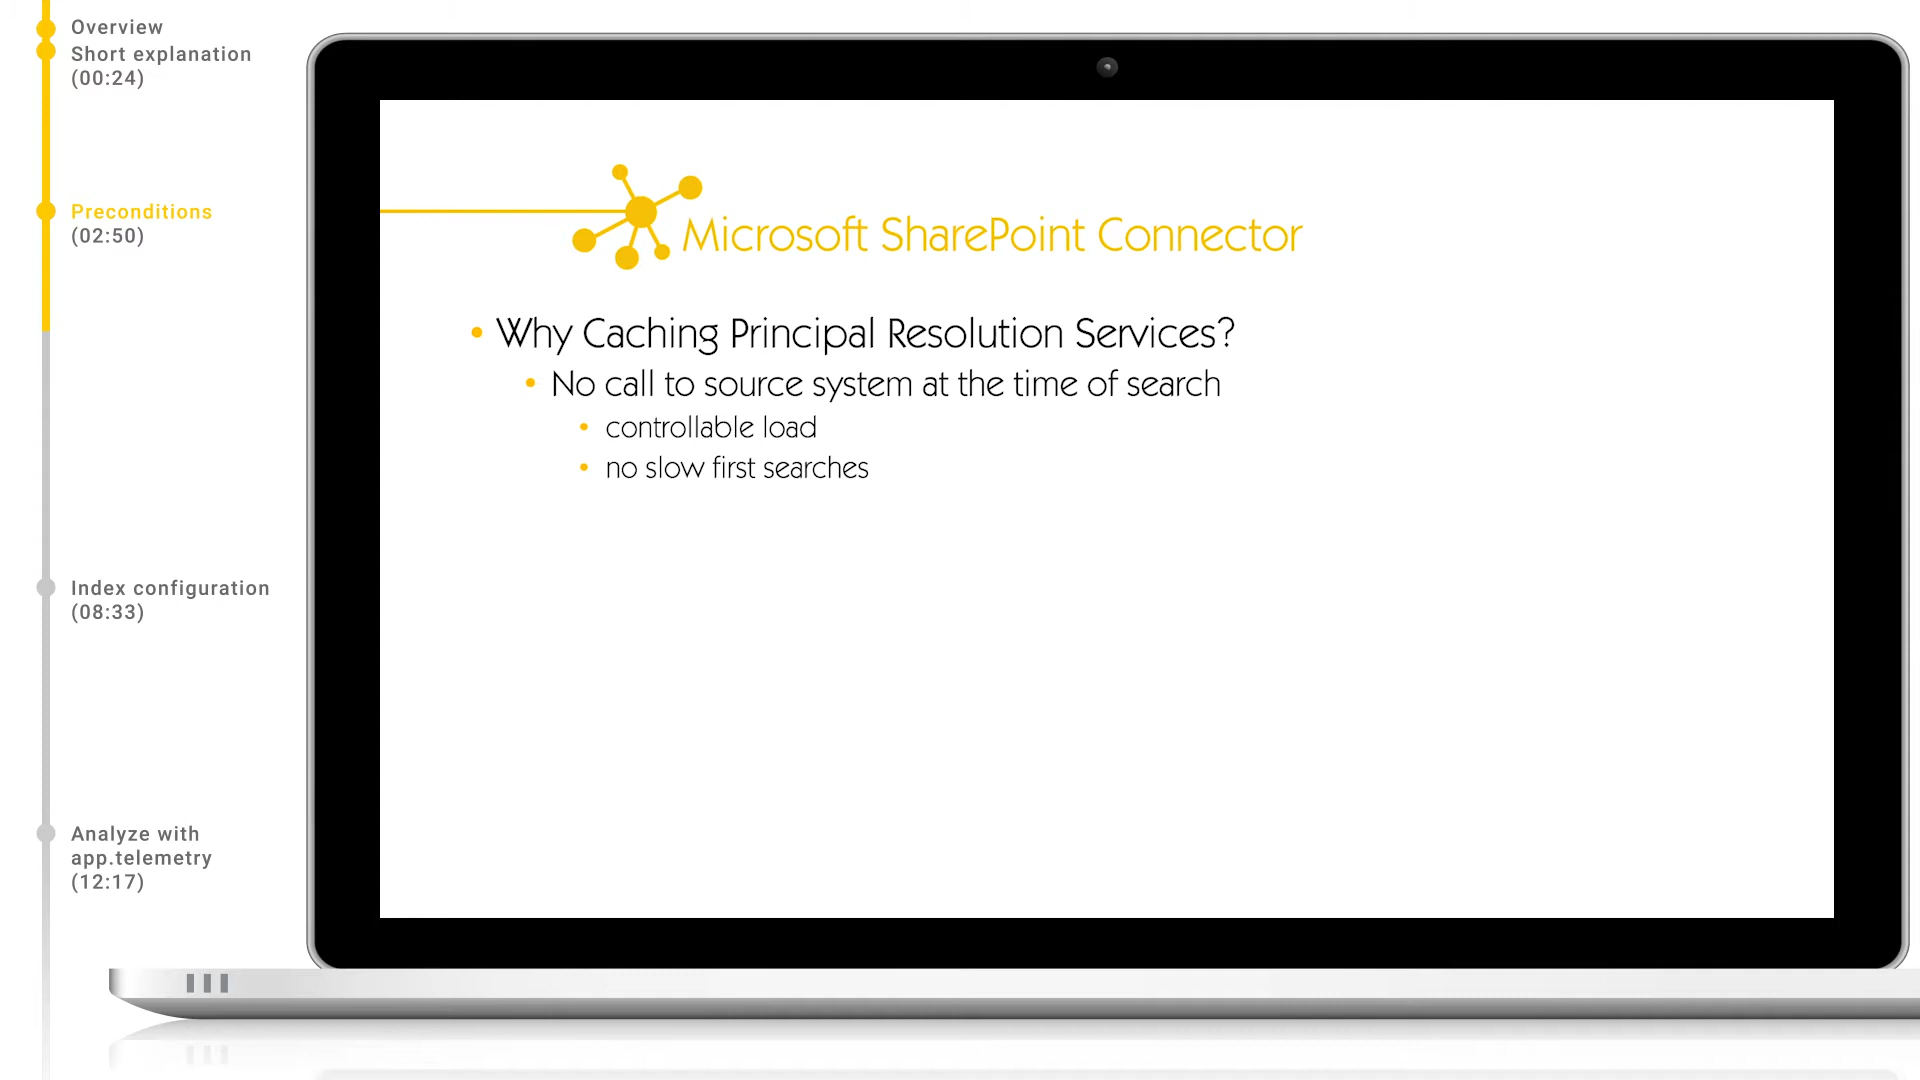 Overview
Short explanation
(00:24)
Preconditions
(02:50)
Index configuration
(08:33)
Analyze with
app.telemetry
(12:17)
Microsoft SharePoint Connector
Why Caching Principal Resolution Services?
No call to source system at the time of search
controllable load
no slow first searches